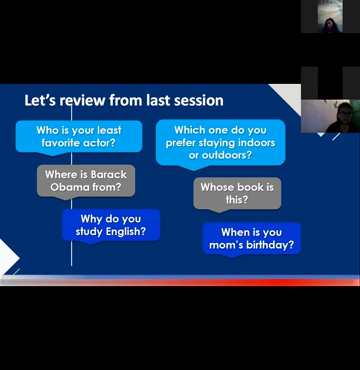 Let's review from last session
Who is your least
favorite actor?
Which one do you
prefer staying indoors
or outdoors?
Where is Barack
Obama from?
Whose book is
this?
Why do you
study English?
When is you
mom's birthday?